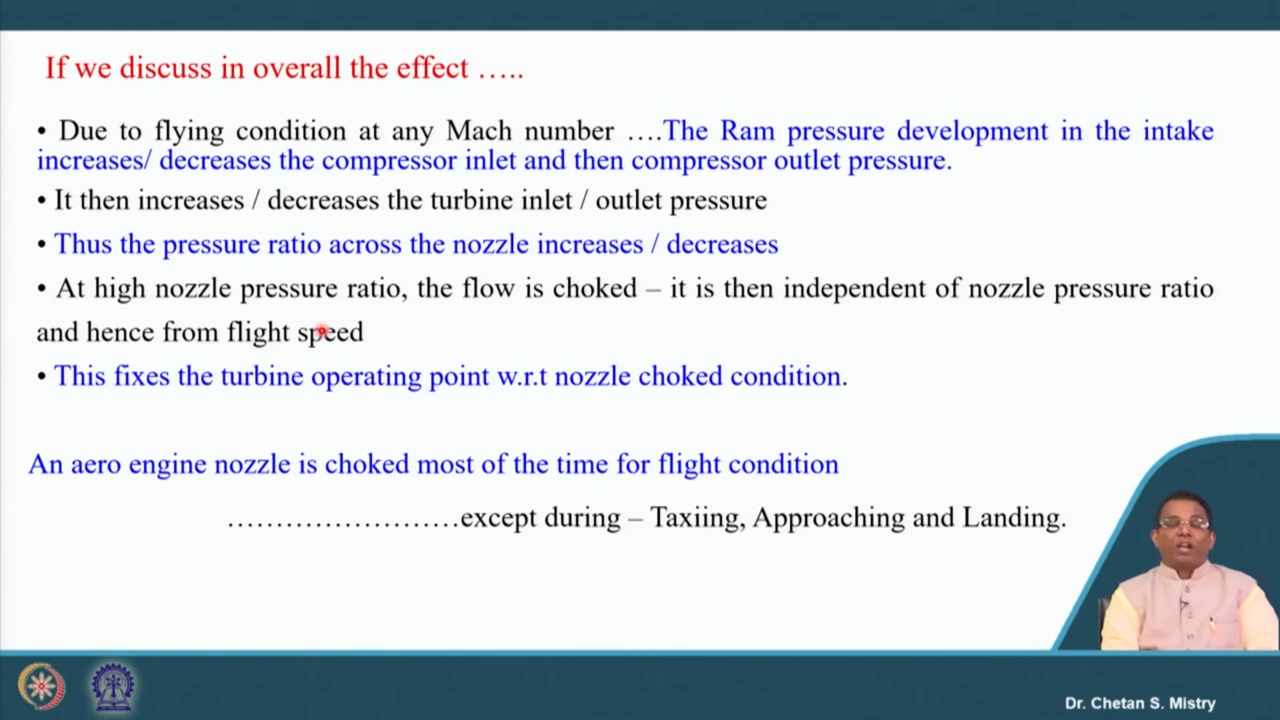 If we discuss in overall the effect …..
• Due to flying condition at any Mach number ….The Ram pressure development in the intake
increases/ decreases the compressor inlet and then compressor outlet pressure.
• It then increases / decreases the turbine inlet / outlet pressure
• Thus the pressure ratio across the nozzle increases / decreases
• At high nozzle pressure ratio, the flow is choked – it is then independent of nozzle pressure ratio
and hence from flight speed
• This fixes the turbine operating point w.r.t nozzle choked condition.
An aero engine nozzle is choked most of the time for flight condition
……………………..except during – Taxiing, Approaching and Landing.
Dr. Chetan S. Mistry